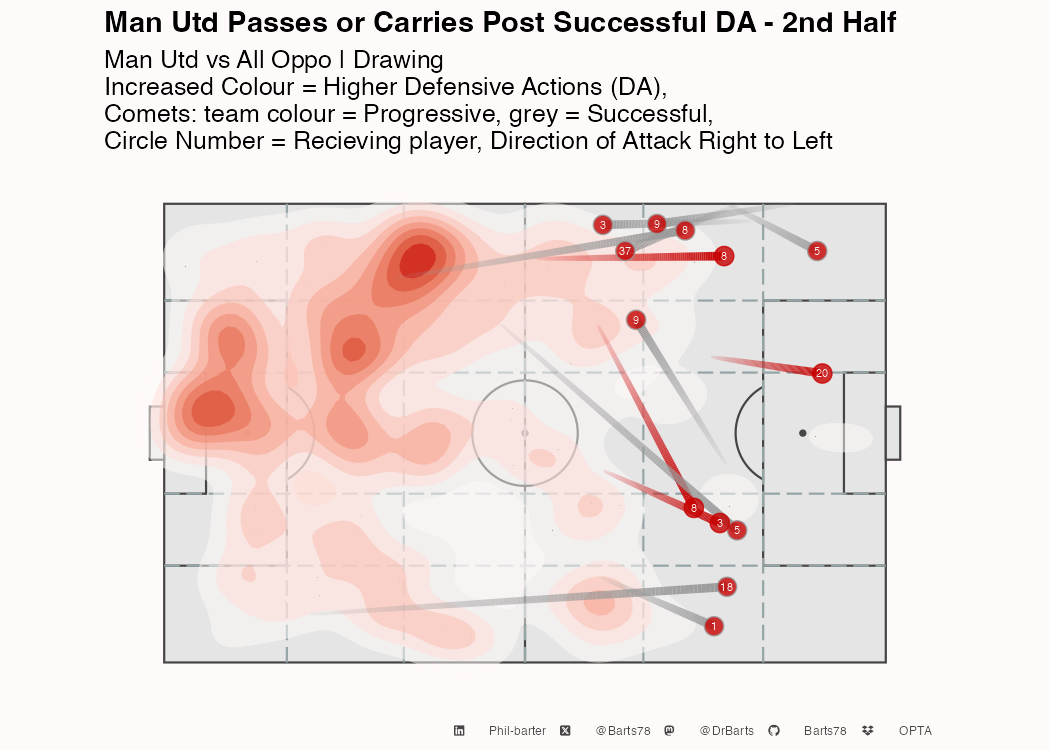 Man Utd Passes or Carries Post Successful DA - 2nd Half
Man Utd vs All Oppo | Drawing
Increased Colour = Higher Defensive Actions (DA),
Comets: team colour = Progressive, grey = Successful,
Circle Number = Recieving player, Direction of Attack Right to Left
3
9
8
37
5
8
9
20
8
3
5
18
1
Phil-barter @Barts78 @DrBarts Barts78 OPTA